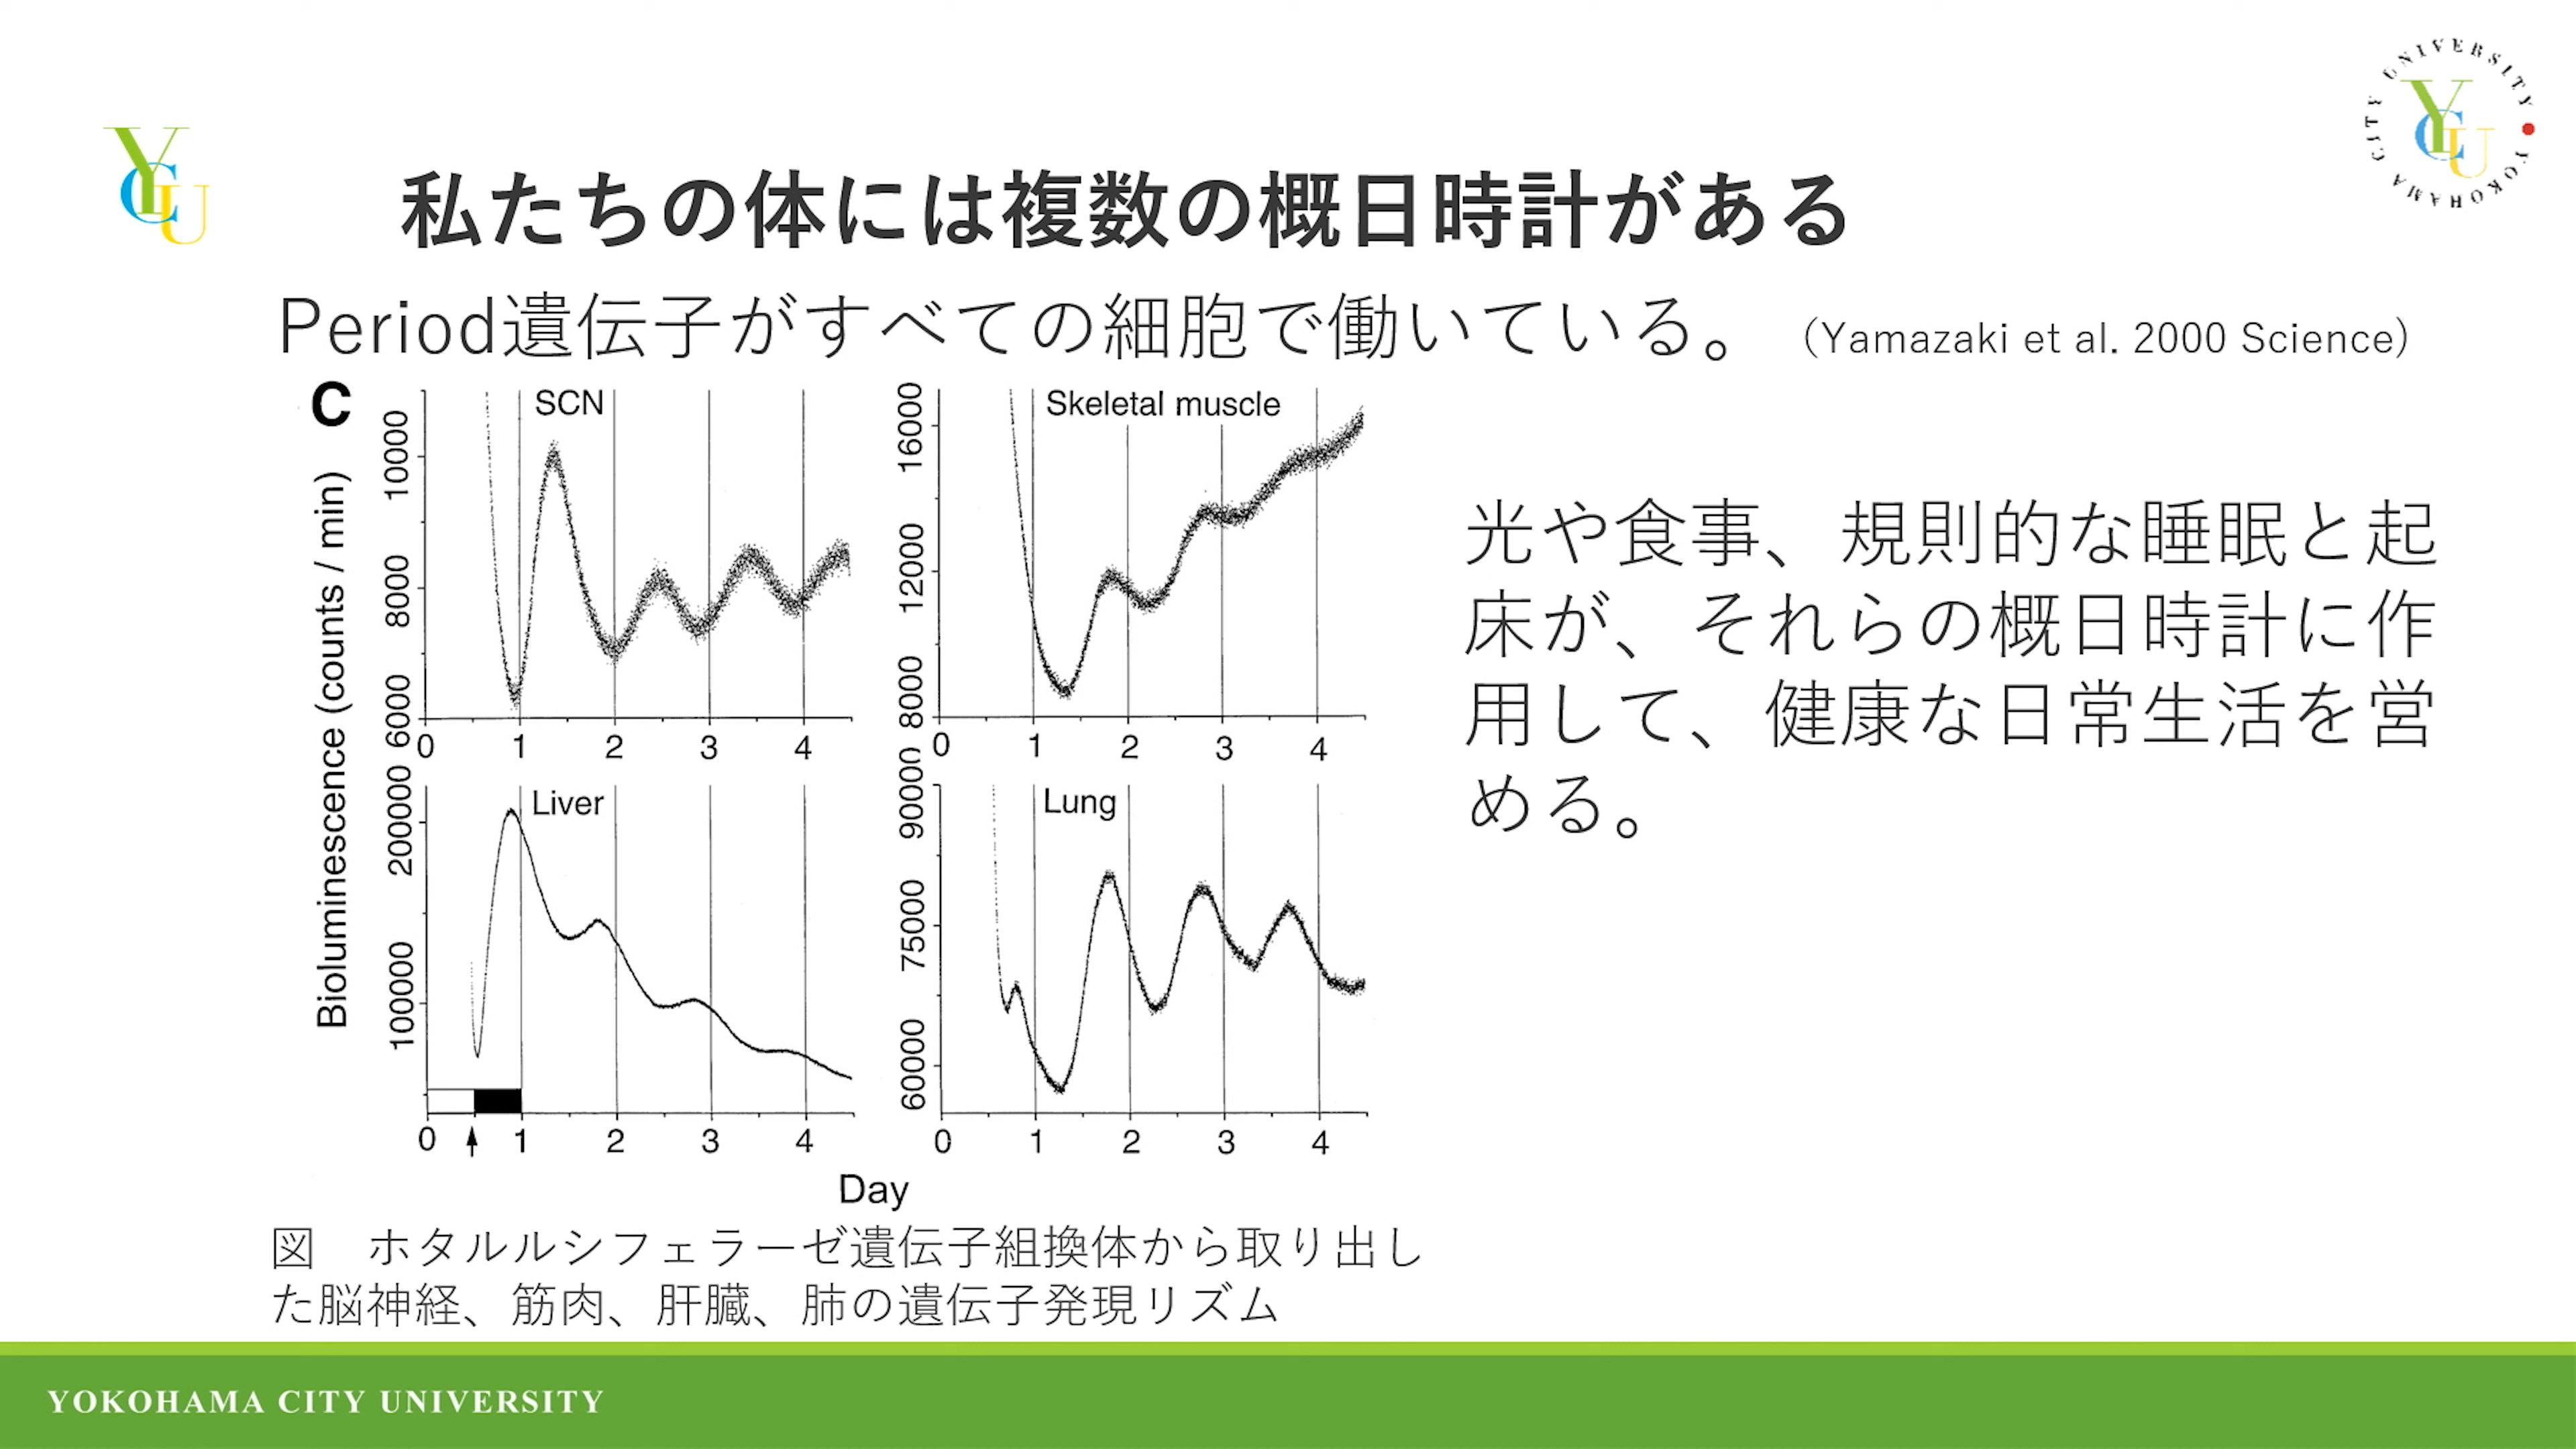 YCU
YOKOHAMA CITY UNIVERSITY
YCU
私たちの体には複数の概日時計がある
Period遺伝子がすべての細胞で働いている。 (Yamazaki et al. 2000 Science)
C
Bioluminescence (counts / min)
SCN
10000
8000
6000
0 1 2 3 4
Skeletal muscle
16000
12000
8000
0 1 2 3 4
Liver
200000
100000
0 1 2 3 4
Lung
90000
75000
60000
0 1 2 3 4
Day
光や食事、規則的な睡眠と起
床が、それらの概日時計に作
用して、健康な日常生活を営
める。
図　ホタルルシフェラーゼ遺伝子組換体から取り出し
た脳神経、筋肉、肝臓、肺の遺伝子発現リズム
YOKOHAMA CITY UNIVERSITY